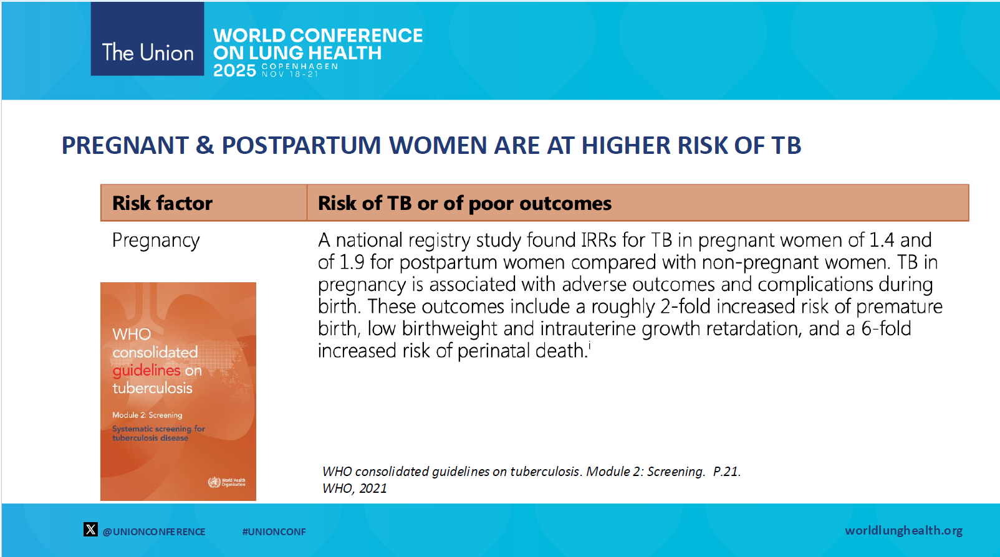 The Union
WORLD CONFERENCE
ON LUNG HEALTH
2025 COPENHAGEN
NOV 18-21
PREGNANT & POSTPARTUM WOMEN ARE AT HIGHER RISK OF TB
Risk factor
Risk of TB or of poor outcomes
Pregnancy
A national registry study found IRRs for TB in pregnant women of 1.4 and
of 1.9 for postpartum women compared with non-pregnant women. TB in
pregnancy is associated with adverse outcomes and complications during
birth. These outcomes include a roughly 2-fold increased risk of premature
birth, low birthweight and intrauterine growth retardation, and a 6-fold
increased risk of perinatal death.ⁱ
WHO
consolidated
guidelines on
tuberculosis
Module 2: Screening
Systematic screening for
tuberculosis disease
World Health
Organization
WHO consolidated guidelines on tuberculosis. Module 2: Screening. P.21.
WHO, 2021
X @UNIONCONFERENCE
#UNIONCONF
worldlunghealth.org